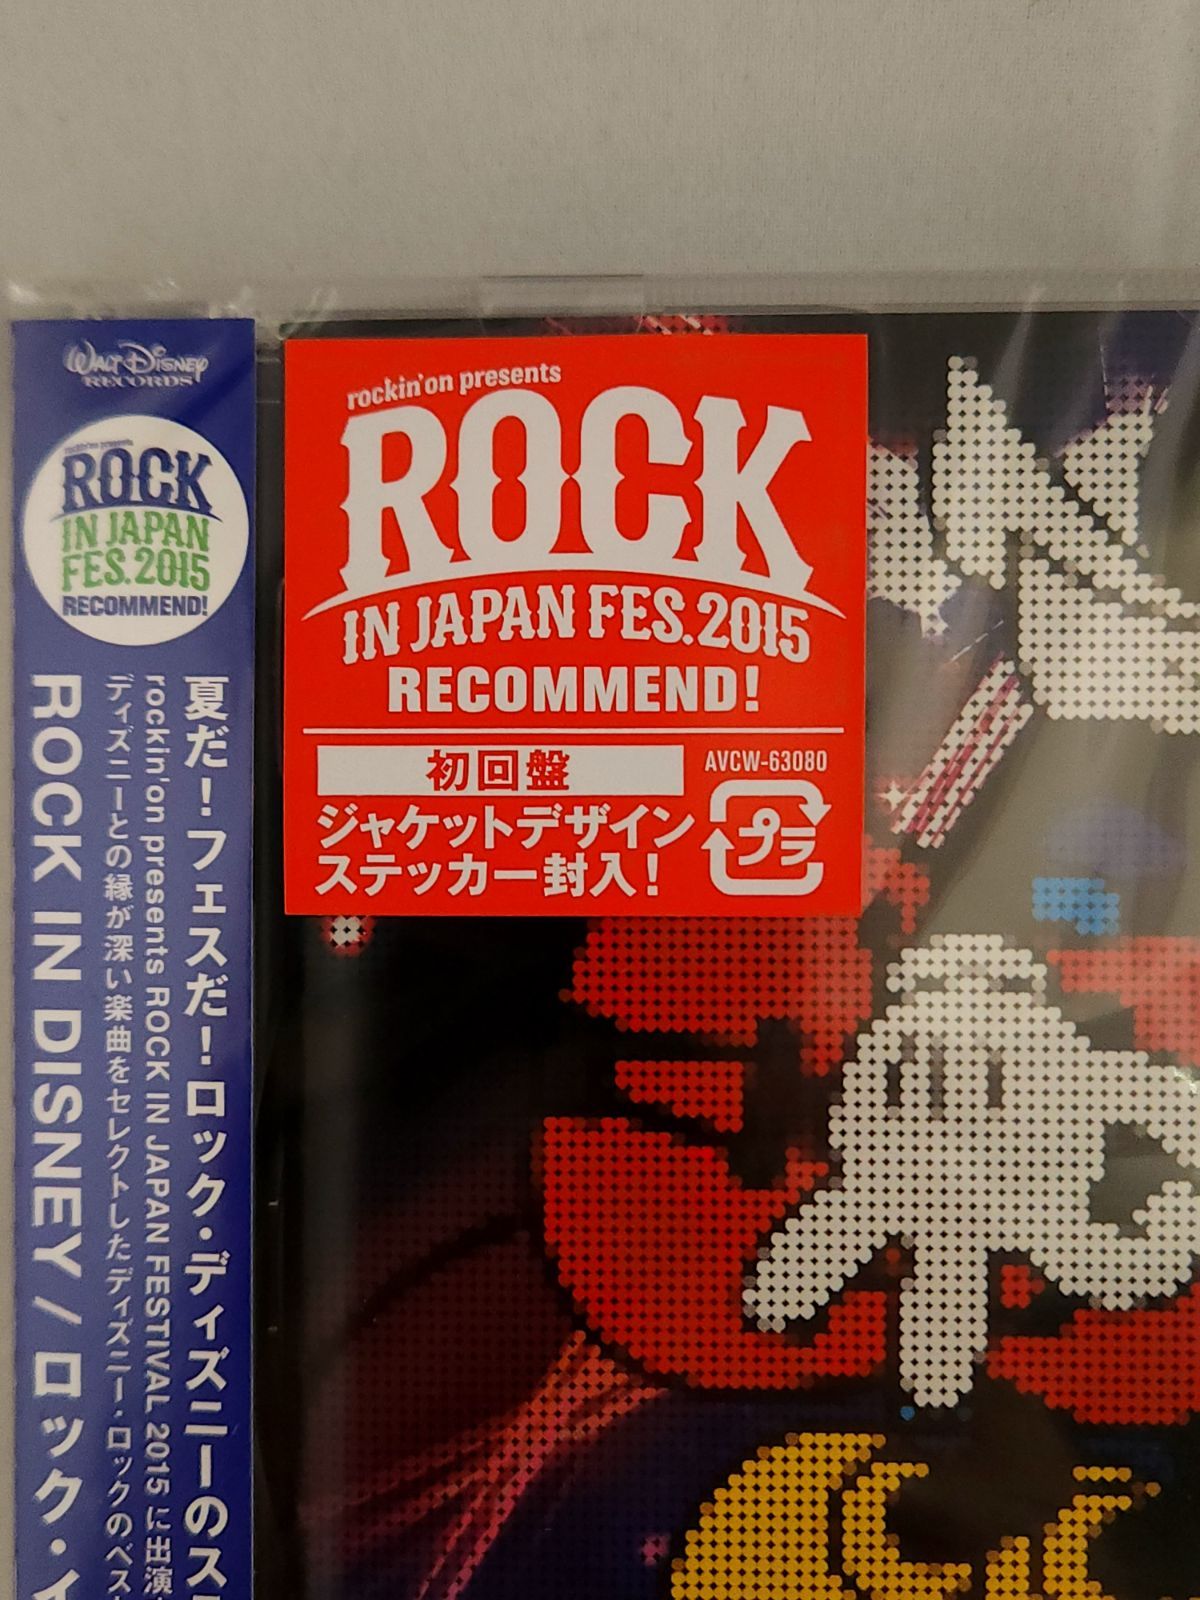 WALT DISNEY
RECORDS
rockin'on presents
ROCK
IN JAPAN
FES.2015
RECOMMEND!
夏だ!フェスだ!ロック・ディズニーのス
rockin'on presents ROCK IN JAPAN FESTIVAL 2015 に出演
ディズニーとの縁が深い楽曲をセレクトしたディズニー・ロックのベス
ROCK IN DISNEY / ロック・イ
rockin'on presents
ROCK
IN JAPAN FES.2015
RECOMMEND!
初回盤
AVCW-63080
ジャケットデザイン
ステッカー封入!
プラ